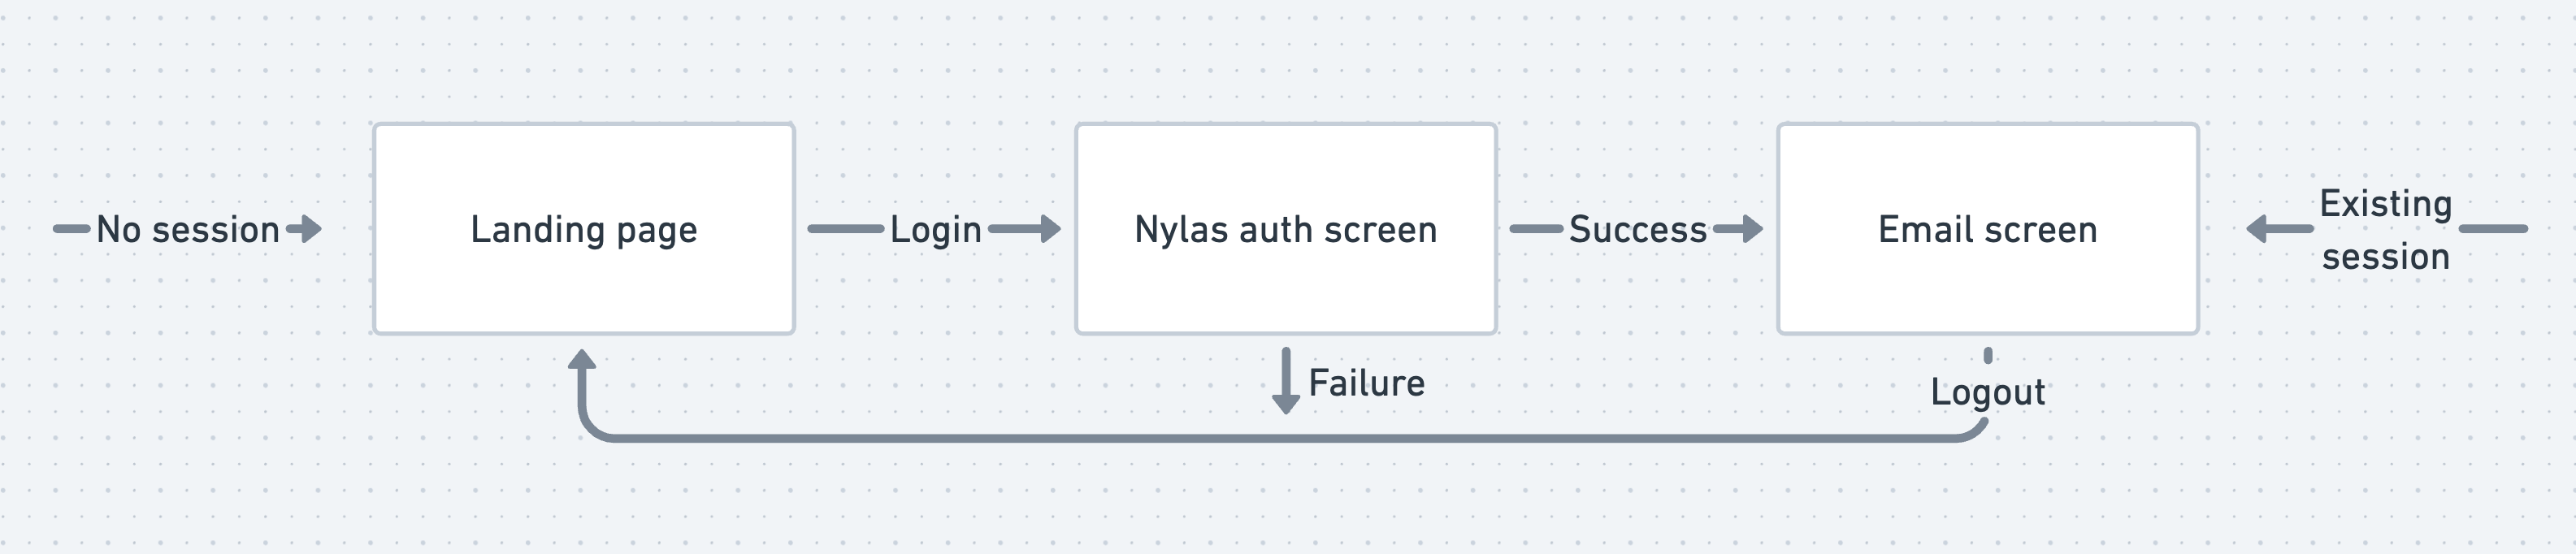 No session
Landing page
Login
Nylas auth screen
Success
Email screen
Existing
session
Failure
Logout